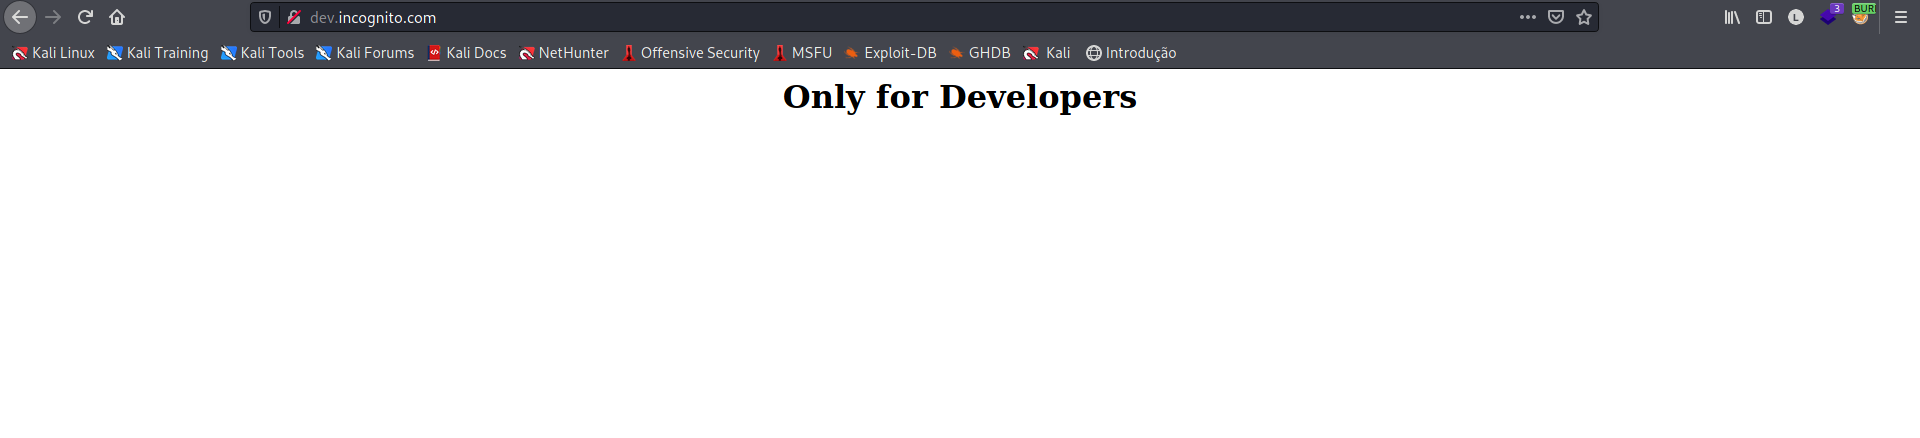 dev.incognito.com
L
3
BUR
Kali Linux Kali Training Kali Tools Kali Forums Kali Docs NetHunter Offensive Security MSFU Exploit-DB GHDB Kali Introdução
Only for Developers